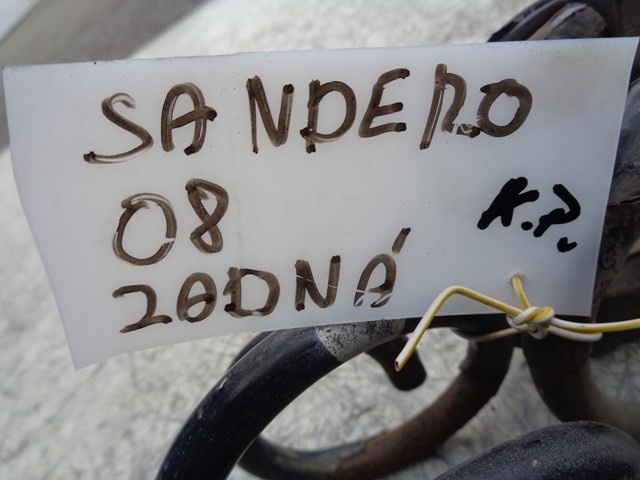 SANDERO
08
K.P.
ZADNÁ